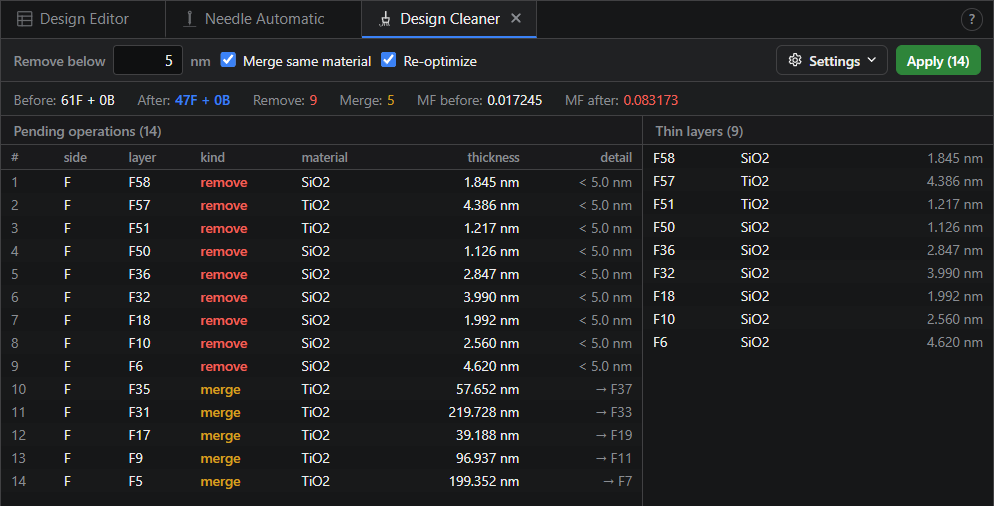 Design Editor Needle Automatic Design Cleaner × ?
Remove below 5 nm Merge same material Re-optimize Settings Apply (14)
Before: 61F + 0B After: 47F + 0B Remove: 9 Merge: 5 MF before: 0.017245 MF after: 0.083173
Pending operations (14)
# side layer kind material thickness detail
1 F F58 remove SiO2 1.845 nm < 5.0 nm
2 F F57 remove TiO2 4.386 nm < 5.0 nm
3 F F51 remove TiO2 1.217 nm < 5.0 nm
4 F F50 remove SiO2 1.126 nm < 5.0 nm
5 F F36 remove SiO2 2.847 nm < 5.0 nm
6 F F32 remove SiO2 3.990 nm < 5.0 nm
7 F F18 remove SiO2 1.992 nm < 5.0 nm
8 F F10 remove SiO2 2.560 nm < 5.0 nm
9 F F6 remove SiO2 4.620 nm < 5.0 nm
10 F F35 merge TiO2 57.652 nm → F37
11 F F31 merge TiO2 219.728 nm → F33
12 F F17 merge TiO2 39.188 nm → F19
13 F F9 merge TiO2 96.937 nm → F11
14 F F5 merge TiO2 199.352 nm → F7
Thin layers (9)
F58 SiO2 1.845 nm
F57 TiO2 4.386 nm
F51 TiO2 1.217 nm
F50 SiO2 1.126 nm
F36 SiO2 2.847 nm
F32 SiO2 3.990 nm
F18 SiO2 1.992 nm
F10 SiO2 2.560 nm
F6 SiO2 4.620 nm